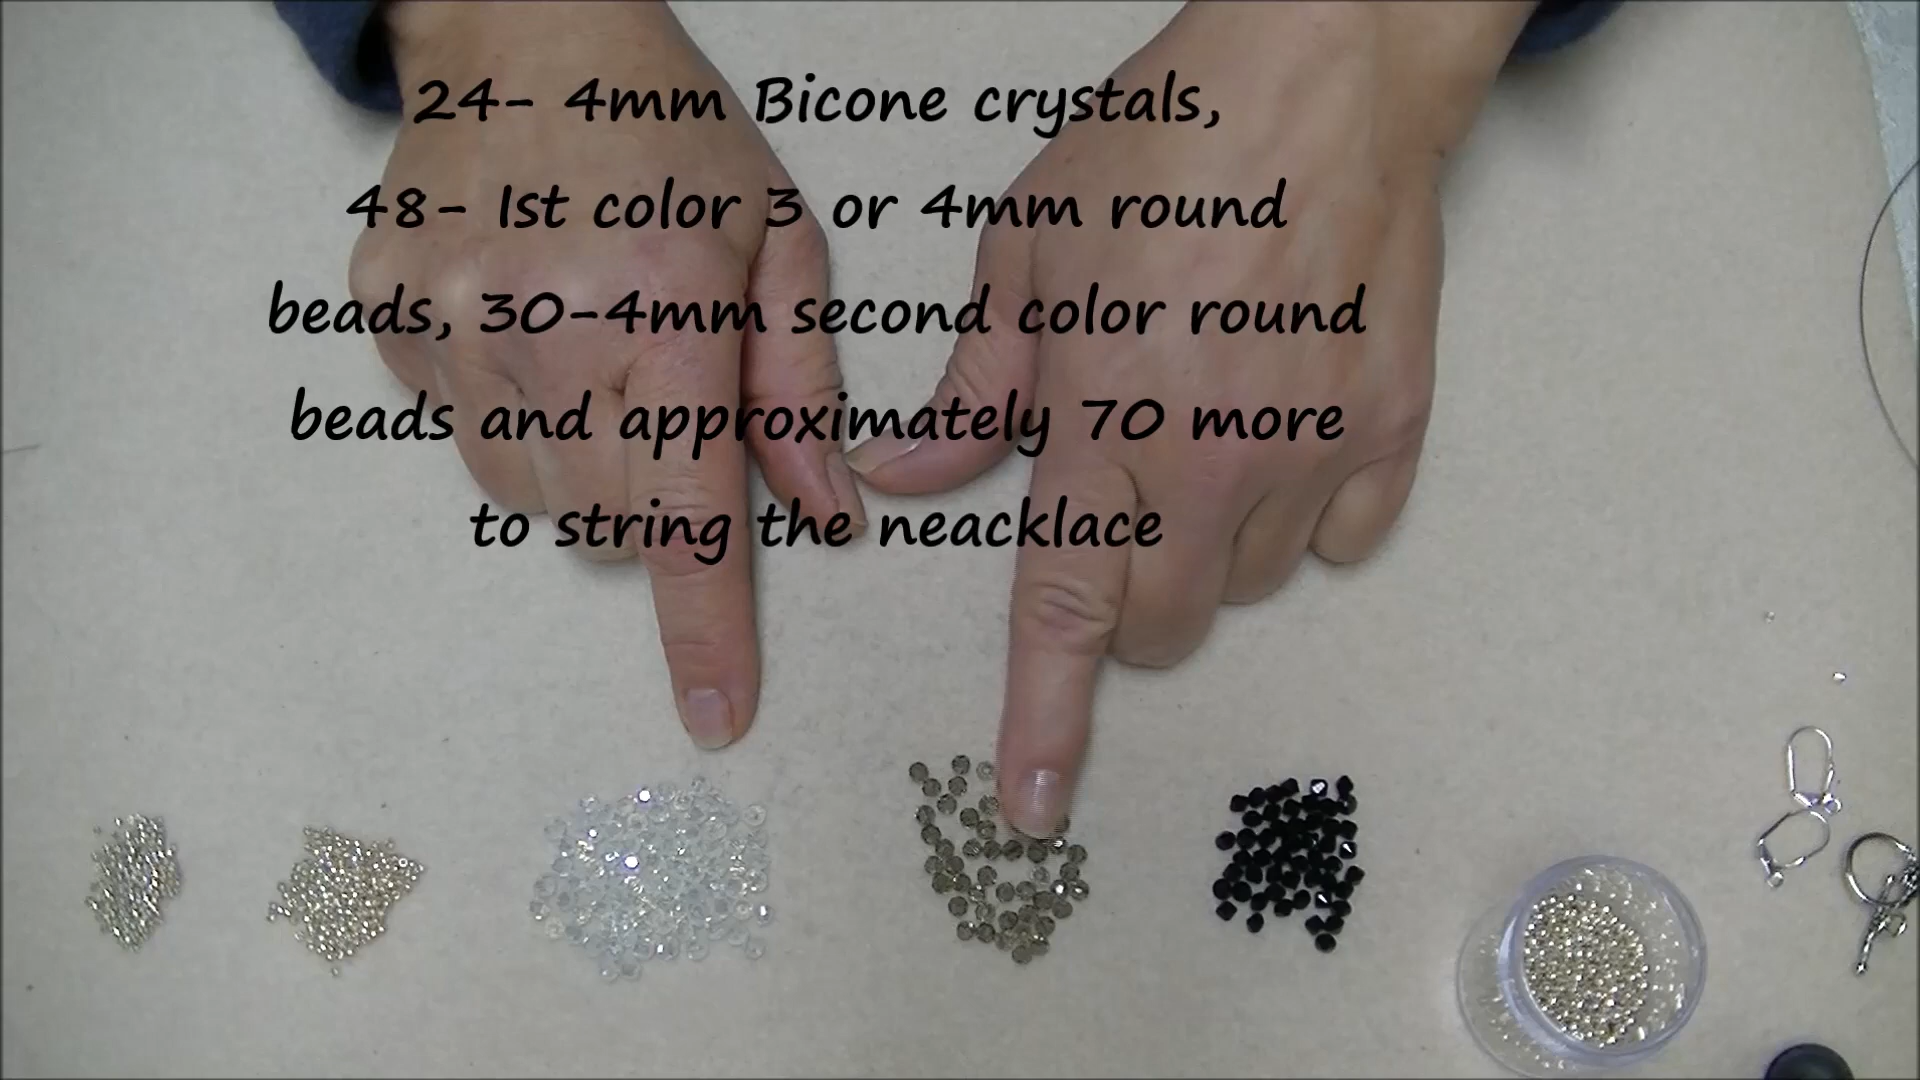 24- 4mm Bicone crystals,
48- 1st color 3 or 4mm round
beads, 30-4mm second color round
beads and approximately 70 more
to string the neacklace